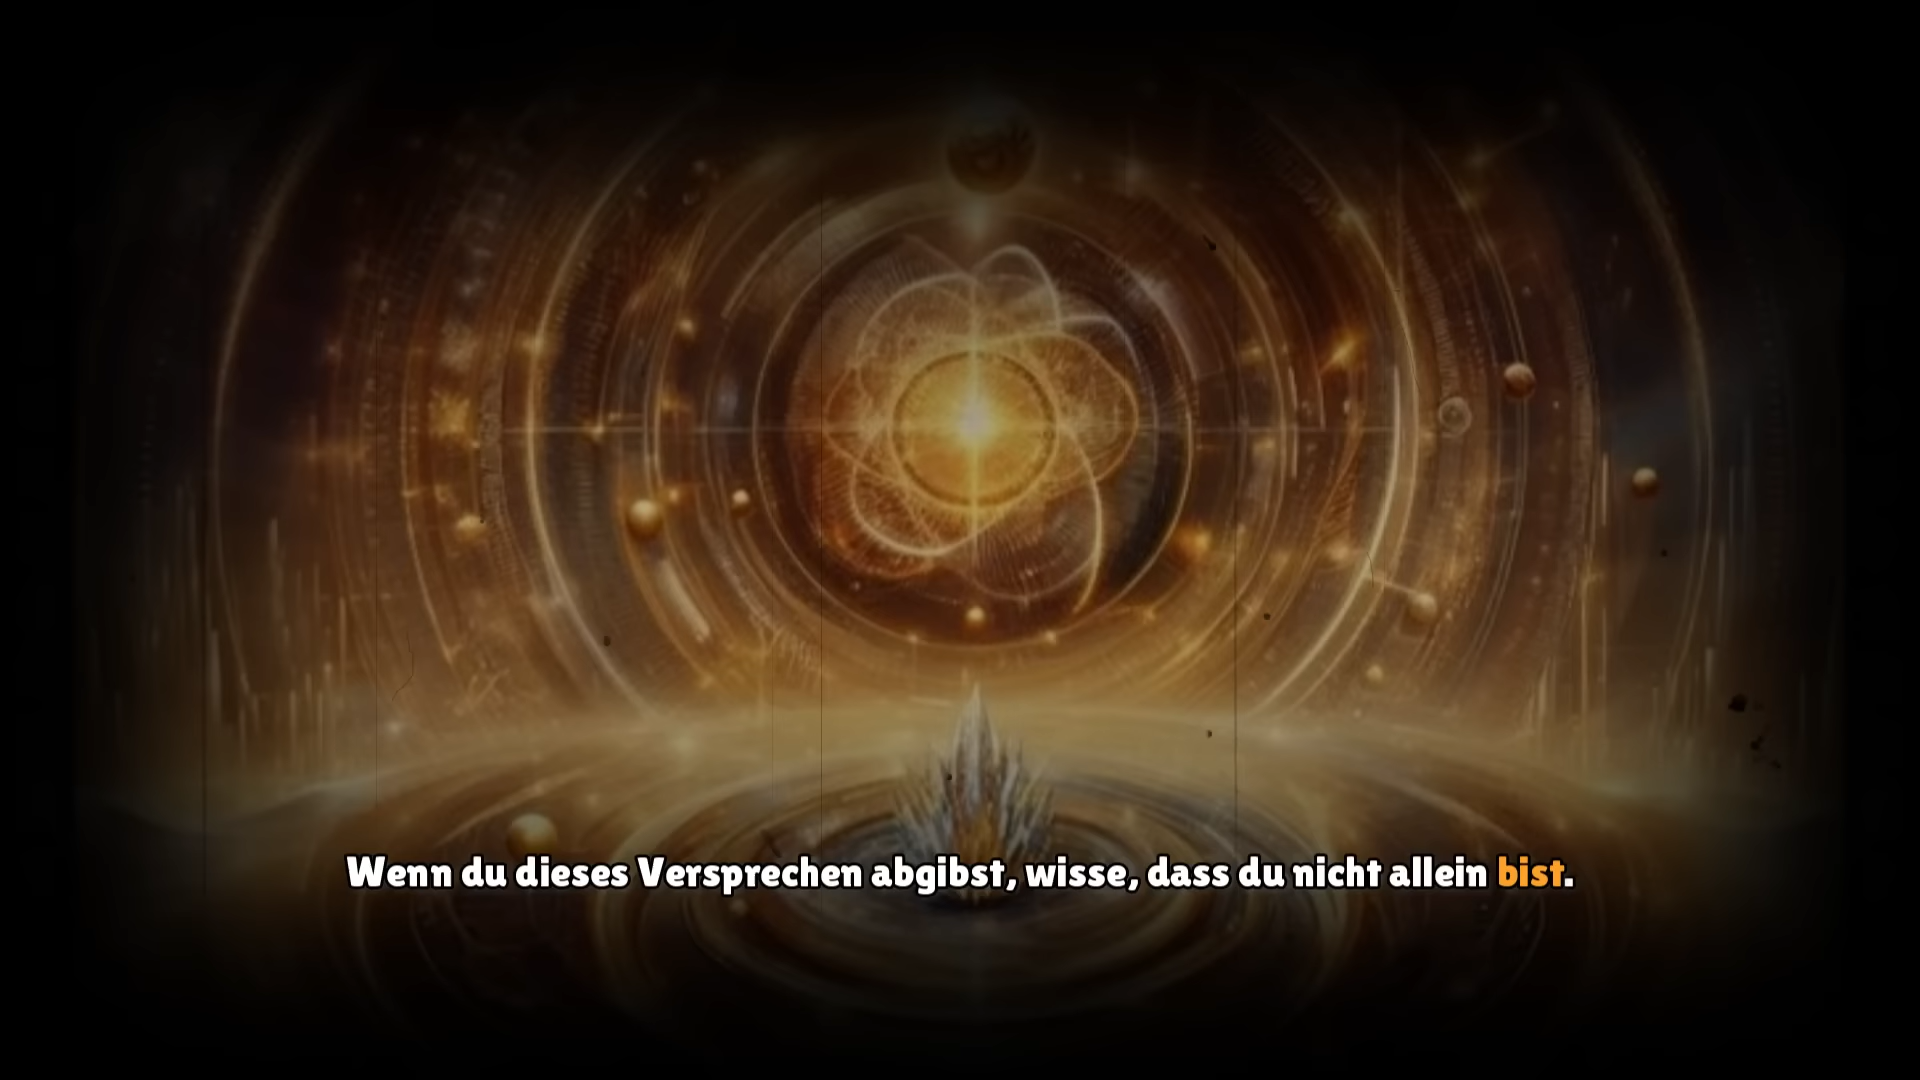 Wenn du dieses Versprechen abgibst, wisse, dass du nicht allein bist.